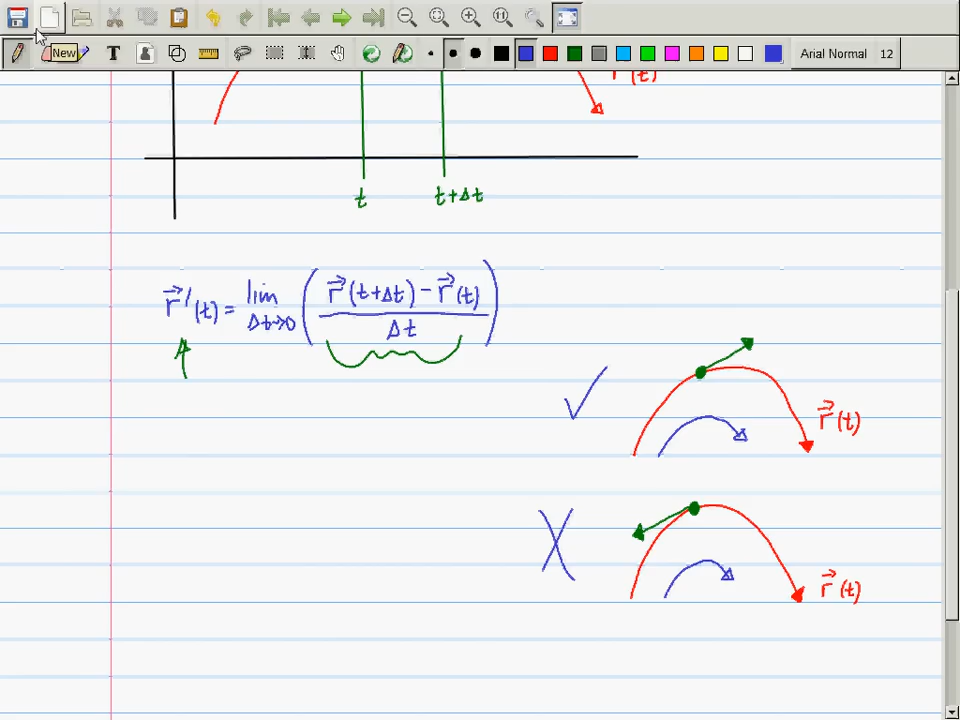 New T Arial Normal 12
r⃗(t)
t t+Δt
r⃗'(t) = lim Δt→0 ( (r⃗(t+Δt) − r⃗(t)) / Δt )
r⃗(t)
r⃗(t)